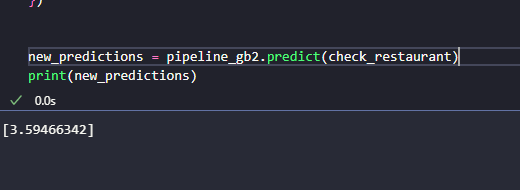 })
new_predictions = pipeline_gb2.predict(check_restaurant)
print(new_predictions)
0.0s
[3.59466342]